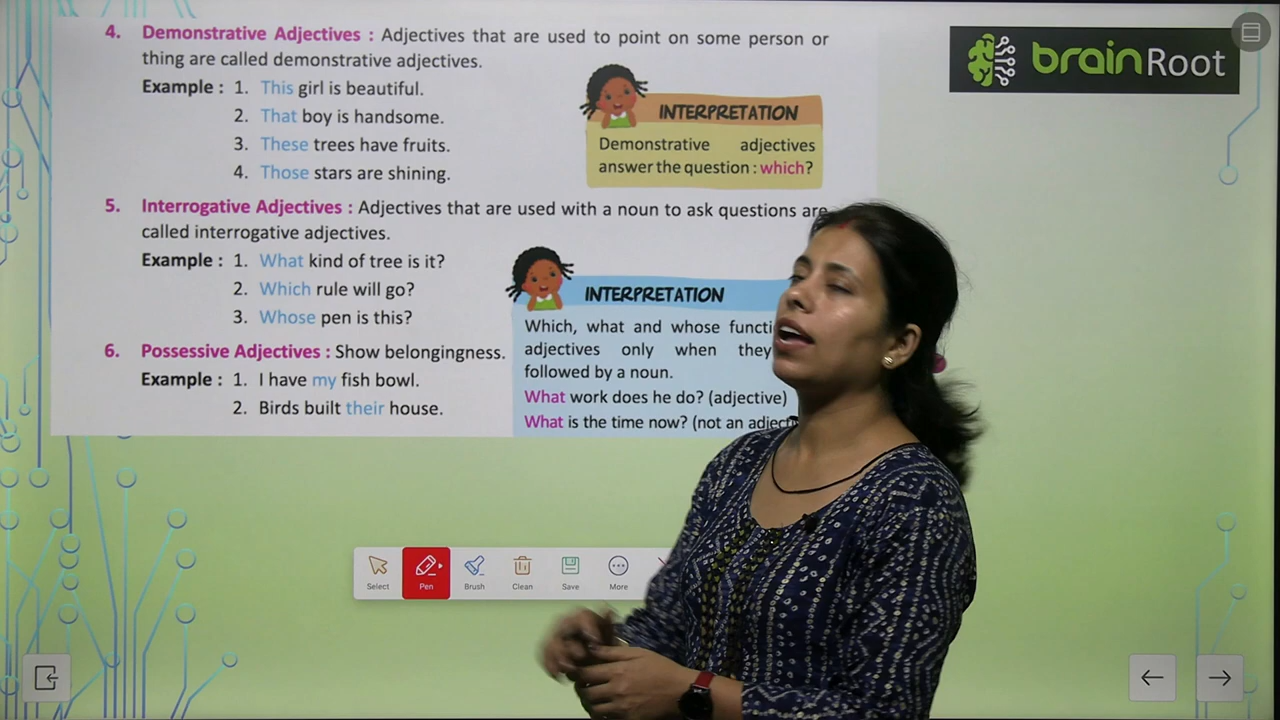 4. Demonstrative Adjectives : Adjectives that are used to point on some person or
thing are called demonstrative adjectives.
Example : 1. This girl is beautiful.
2. That boy is handsome.
3. These trees have fruits.
4. Those stars are shining.
INTERPRETATION
Demonstrative adjectives
answer the question : which?
brainRoot
5. Interrogative Adjectives : Adjectives that are used with a noun to ask questions are
called interrogative adjectives.
Example : 1. What kind of tree is it?
2. Which rule will go?
3. Whose pen is this?
INTERPRETATION
Which, what and whose functi
adjectives only when they
followed by a noun.
What work does he do? (adjective)
What is the time now? (not an adject
6. Possessive Adjectives : Show belongingness.
Example : 1. I have my fish bowl.
2. Birds built their house.
Select Pen Brush Clean Save More